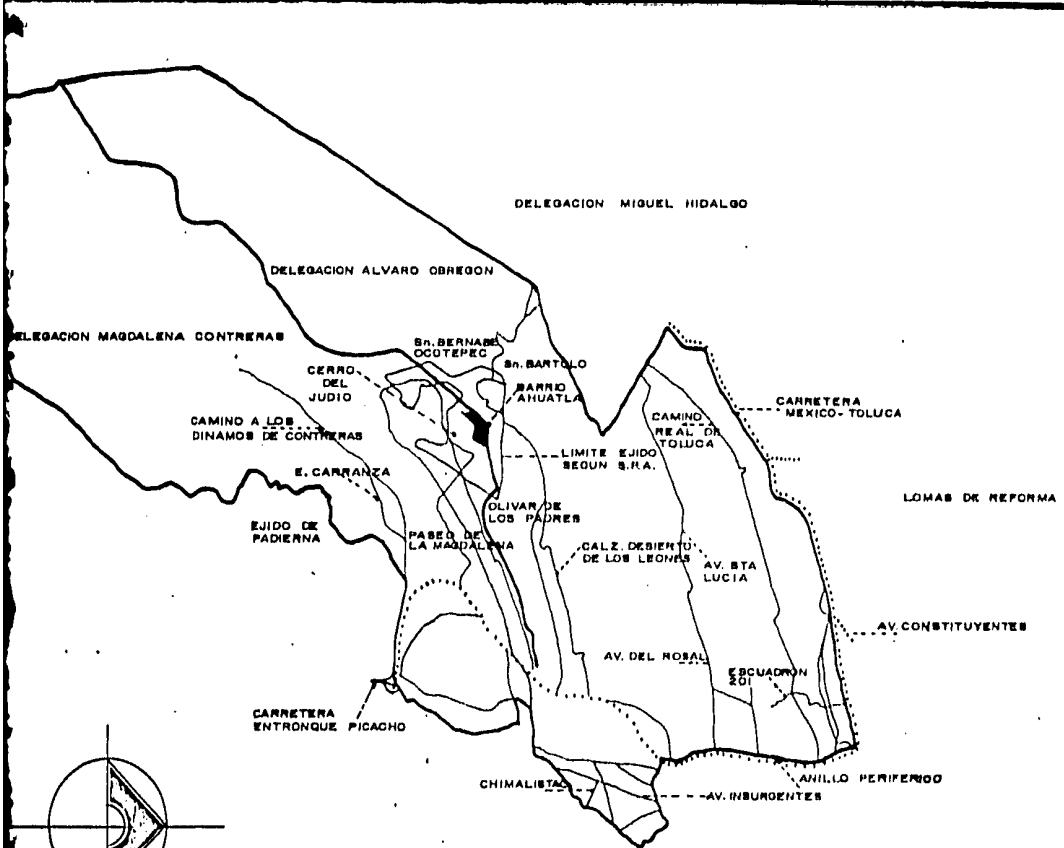 DELEGACION MIGUEL HIDALGO
DELEGACION ALVARO OBREGON
ELEGACION MAGDALENA CONTRERAS
Sn. BERNABE
OCOTEPEC
Sn. BARTOLO
CERRO
DEL
JUDIO
BARRIO
AHUATLA
CARRETERA
MEXICO-TOLUCA
CAMINO A LOS
DINAMOS DE CONTRERAS
CAMINO
REAL DE
TOLUCA
LIMITE EJIDO
SEGUN S.R.A.
E. CARRANZA
LOMAS DE REFORMA
OLIVAR DE
LOS PADRES
EJIDO DE
PADIERNA
PASEO DE
LA MAGDALENA
CALZ. DESIERTO
DE LOS LEONES
AV. STA
LUCIA
AV. CONSTITUYENTES
AV. DEL ROSAL
ESCUADRON
201
CARRETERA
ENTRONQUE PICACHO
CHIMALISTAC
ANILLO PERIFERICO
AV. INSURGENTES